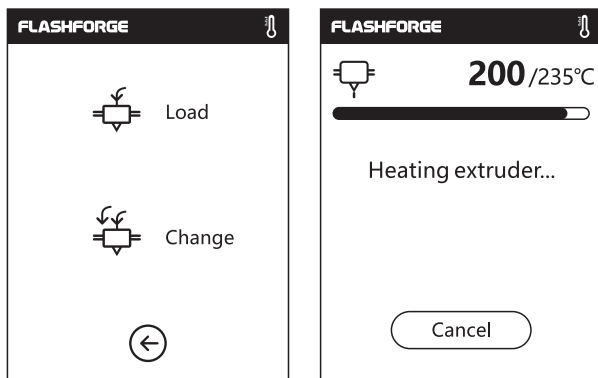 FLASHFORGE
Load
Change
FLASHFORGE
200/235°C
Heating extruder...
Cancel